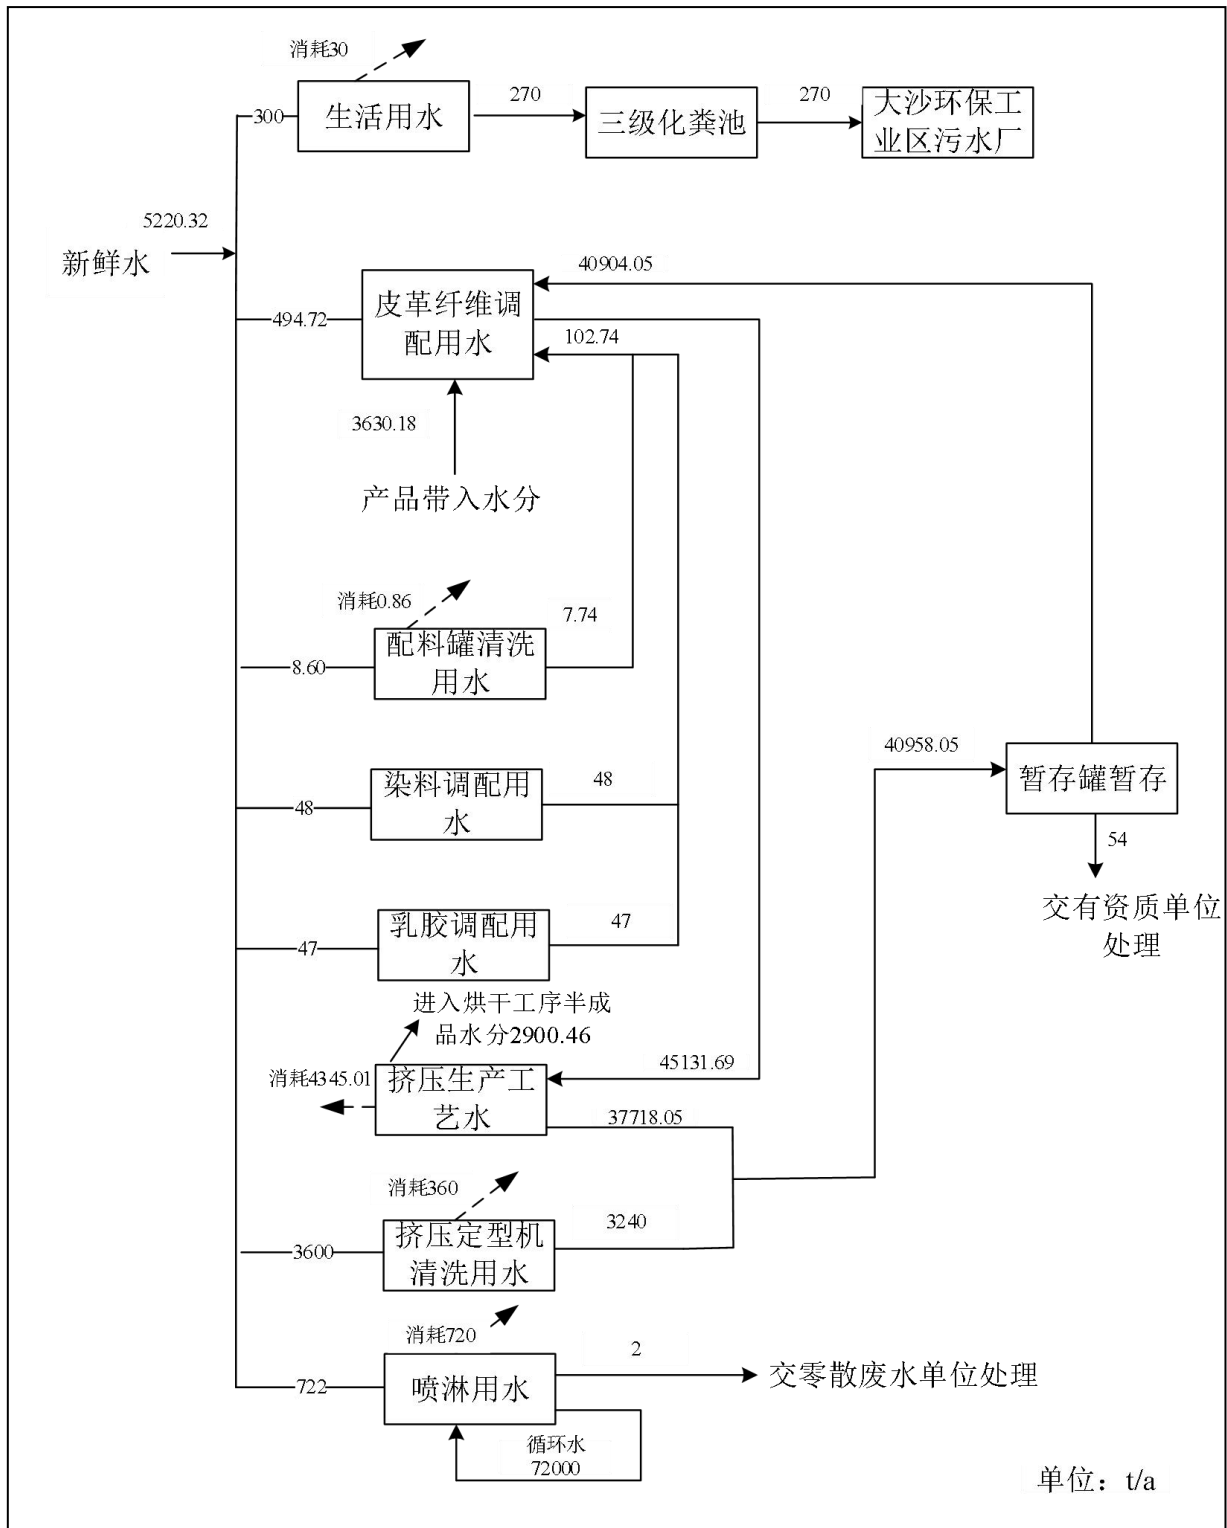 消耗30
300
生活用水
270
三级化粪池
270
大沙环保工
业区污水厂
5220.32
新鲜水
40904.05
494.72
皮革纤维调
配用水
102.74
3630.18
产品带入水分
消耗0.86
7.74
8.60
配料罐清洗
用水
40958.05
暂存罐暂存
48
染料调配用
水
48
54
交有资质单位
处理
47
乳胶调配用
水
47
进入烘干工序半成
品水分2900.46
消耗4345.01
挤压生产工
艺水
45131.69
37718.05
消耗360
3600
挤压定型机
清洗用水
3240
消耗720
722
喷淋用水
2
交零散废水单位处理
循环水
72000
单位：t/a